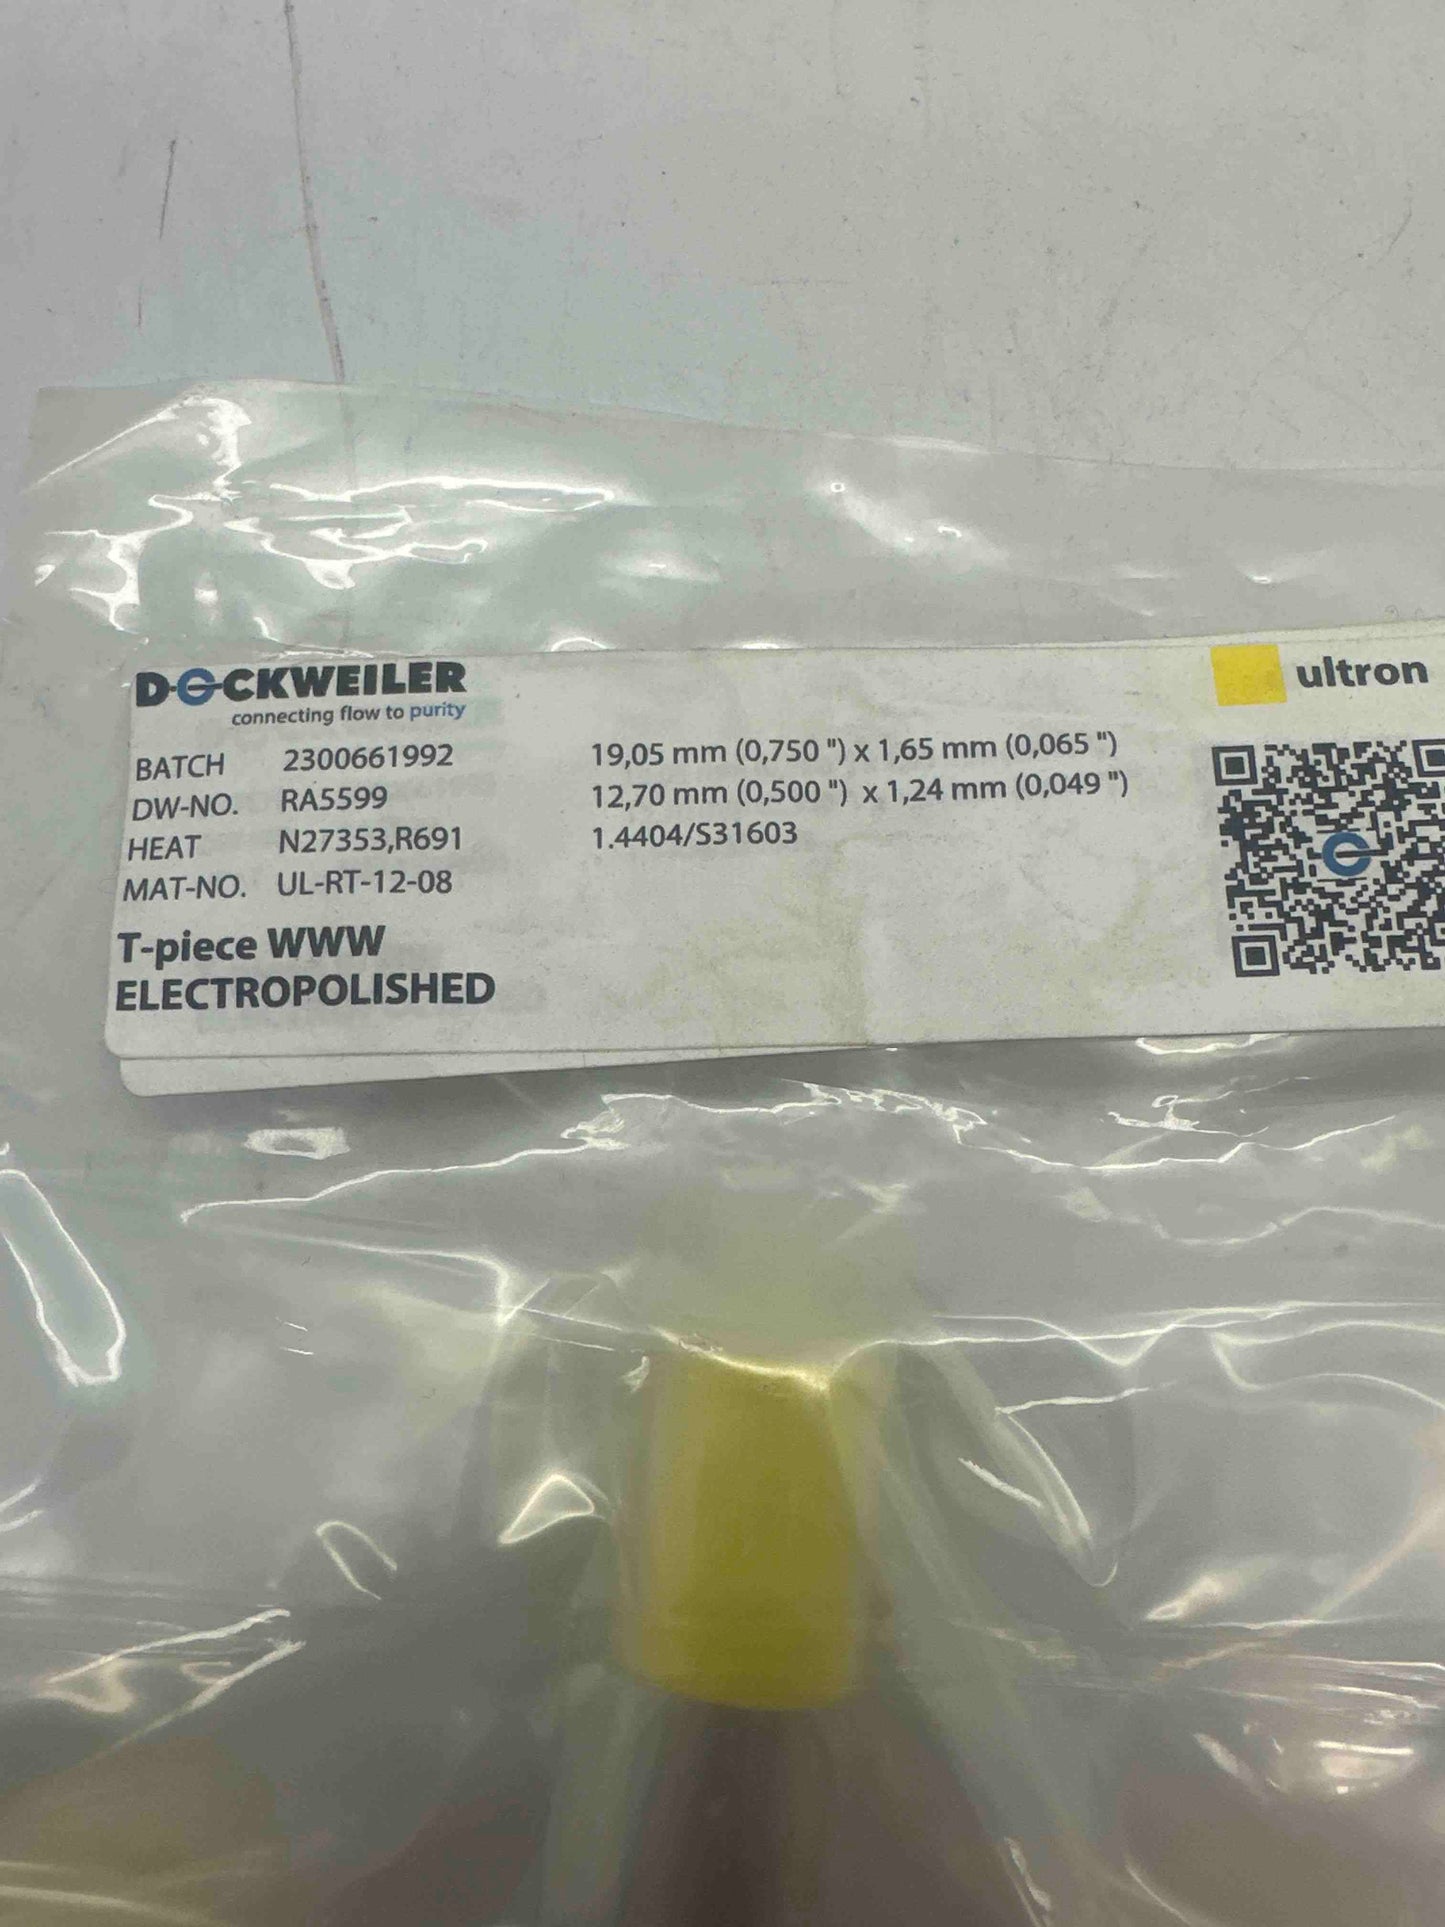 DOCKWEILER
connecting flow to purity
ultron
BATCH 2300661992 19,05 mm (0,750 ") x 1,65 mm (0,065 ")
DW-NO. RA5599 12,70 mm (0,500 ") x 1,24 mm (0,049 ")
HEAT N27353,R691 1.4404/S31603
MAT-NO. UL-RT-12-08
T-piece WWW
ELECTROPOLISHED